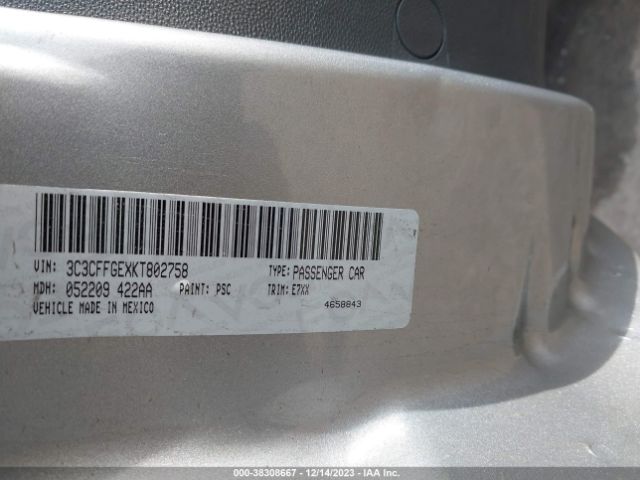 VIN: 3C3CFFGEXKT802758 TYPE: PASSENGER CAR
MDH: 052209 422AA PAINT: PSC TRIM: E7XX
VEHICLE MADE IN MEXICO 4658843
000-38308667 - 12/14/2023 - IAA Inc.